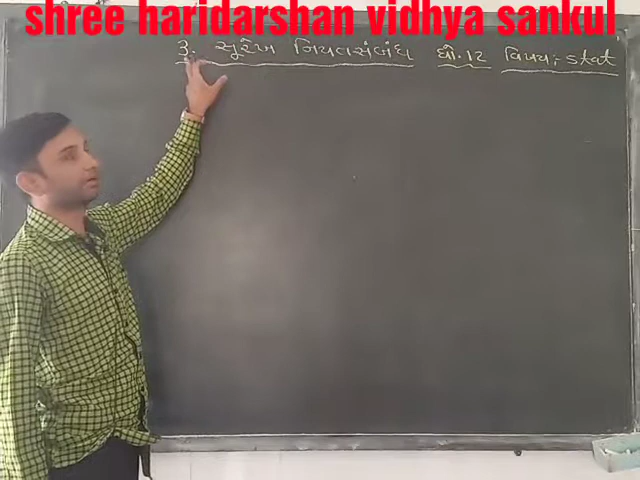 shree haridarshan vidhya sankul
3. સુરેખ નિયતસંબંધ ધો.12 વિષય:- stat